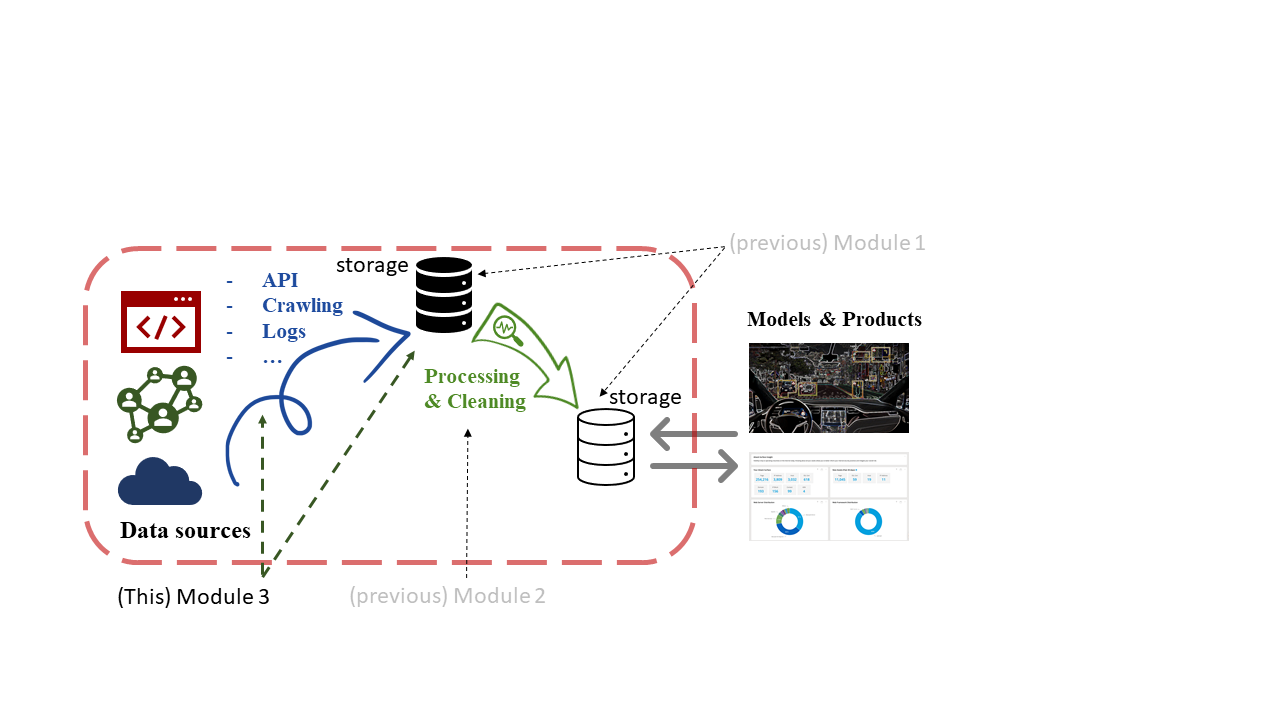 (previous) Module 1
storage
- API
- Crawling
- Logs
- ...
</>
Models & Products
Processing
& Cleaning
storage
Data sources
(This) Module 3
(previous) Module 2